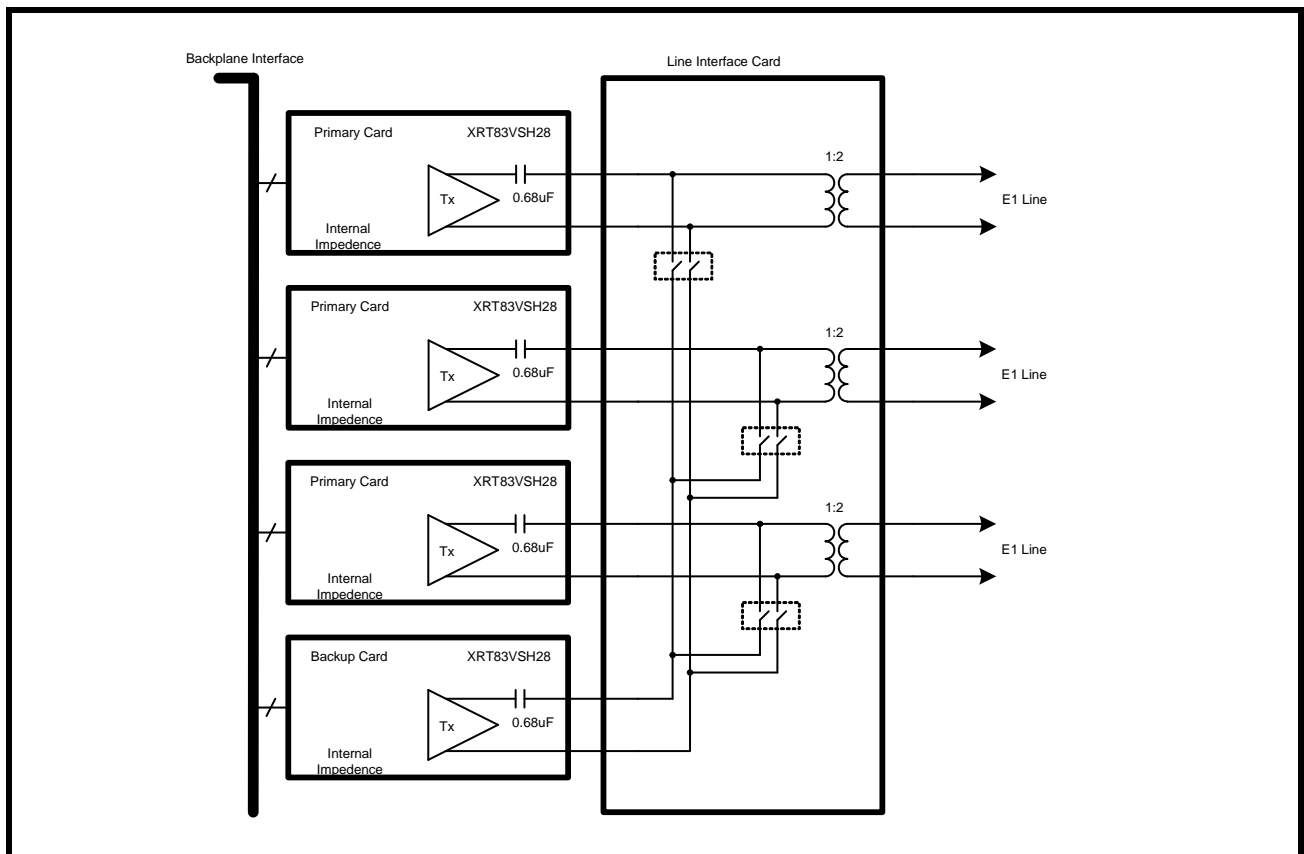 Backplane Interface
Line Interface Card
Primary Card XRT83VSH28
Tx
0.68uF
Internal
Impedence
1:2
E1 Line
Primary Card XRT83VSH28
Tx
0.68uF
Internal
Impedence
1:2
E1 Line
Primary Card XRT83VSH28
Tx
0.68uF
Internal
Impedence
1:2
E1 Line
Backup Card XRT83VSH28
Tx
0.68uF
Internal
Impedence